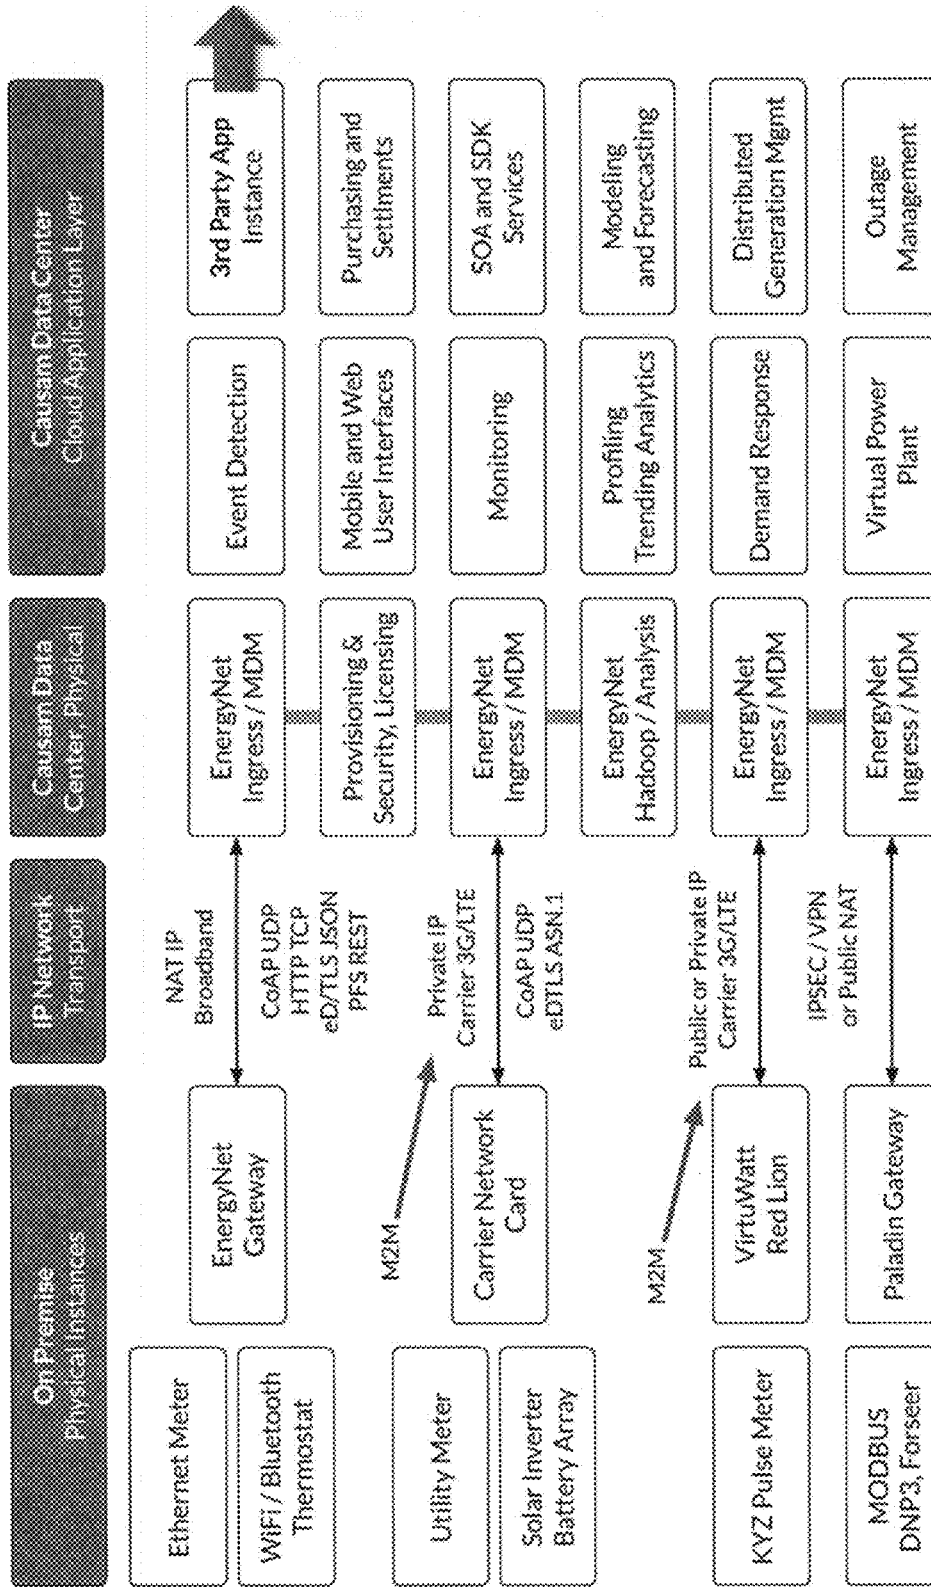 On Premise
Physical Instances
IP Network
Transport
Causam Data
Center Physical
Causam Data Center
Cloud Application Layer
Ethernet Meter
WiFi / Bluetooth
Thermostat
EnergyNet
Gateway
NAT IP
Broadband
CoAP UDP
HTTP TCP
eD/TLS JSON
PFS REST
EnergyNet
Ingress / MDM
Event Detection
3rd Party App
Instance
Provisioning &
Security, Licensing
Mobile and Web
User Interfaces
Purchasing and
Settlments
M2M
Utility Meter
Solar Inverter
Battery Array
Carrier Network
Card
Private IP
Carrier 3G/LTE
CoAP UDP
eDTLS ASN.1
EnergyNet
Ingress / MDM
Monitoring
SOA and SDK
Services
EnergyNet
Hadoop / Analysis
Profiling
Trending Analytics
Modeling
and Forecasting
M2M
KYZ Pulse Meter
VirtuWatt
Red Lion
Public or Private IP
Carrier 3G/LTE
EnergyNet
Ingress / MDM
Demand Response
Distributed
Generation Mgmt
MODBUS
DNP3, Forseer
Paladin Gateway
IPSEC / VPN
or Public NAT
EnergyNet
Ingress / MDM
Virtual Power
Plant
Outage
Management